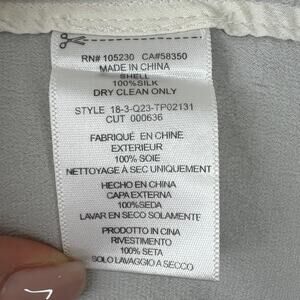 RN# 105230 CA#58350
MADE IN CHINA
SHELL
100%SILK
DRY CLEAN ONLY
STYLE 18-3-Q23-TP02131
CUT 000636
FABRIQUÉ EN CHINE
EXTERIEUR
100% SOIE
NETTOYAGE À SEC UNIQUEMENT
HECHO EN CHINA
CAPA EXTERNA
100%SEDA
LAVAR EN SECO SOLAMENTE
PRODOTTO IN CINA
RIVESTIMENTO
100% SETA
SOLO LAVAGGIO A SECCO